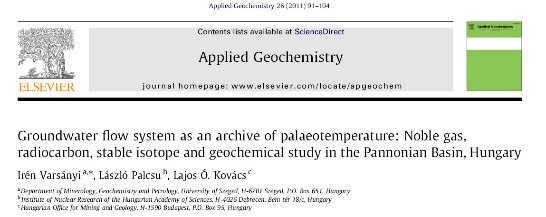 Applied Geochemistry 26 (2011) 91–104
Contents lists available at ScienceDirect
Applied Geochemistry
journal homepage: www.elsevier.com/locate/apgeochem
ELSEVIER
Applied Geochemistry
Groundwater flow system as an archive of palaeotemperature: Noble gas,
radiocarbon, stable isotope and geochemical study in the Pannonian Basin, Hungary
Irén Varsányi a,*, László Palcsu b, Lajos Ó. Kovács c
a Department of Mineralogy, Geochemistry and Petrology, University of Szeged, H-6701 Szeged, P.O. Box 651, Hungary
b Institute of Nuclear Research of the Hungarian Academy of Sciences, H-4026 Debrecen, Bem tér 18/c, Hungary
c Hungarian Office for Mining and Geology, H-1590 Budapest, P.O. Box 95, Hungary